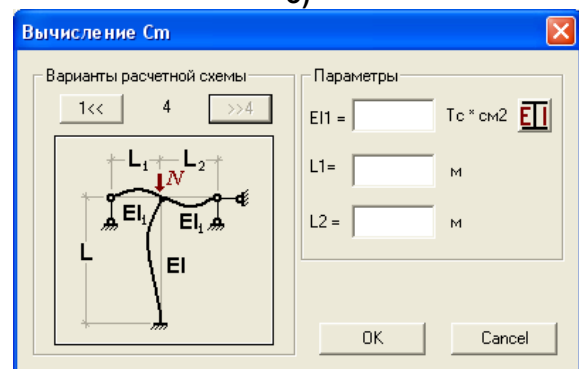 Вычисление Cm
Варианты расчетной схемы
1<<
4
>>4
L1
L2
N
EI1
EI1
L
EI
Параметры
EI1 =
Тс * см2
EI
L1=
м
L2 =
м
OK
Cancel